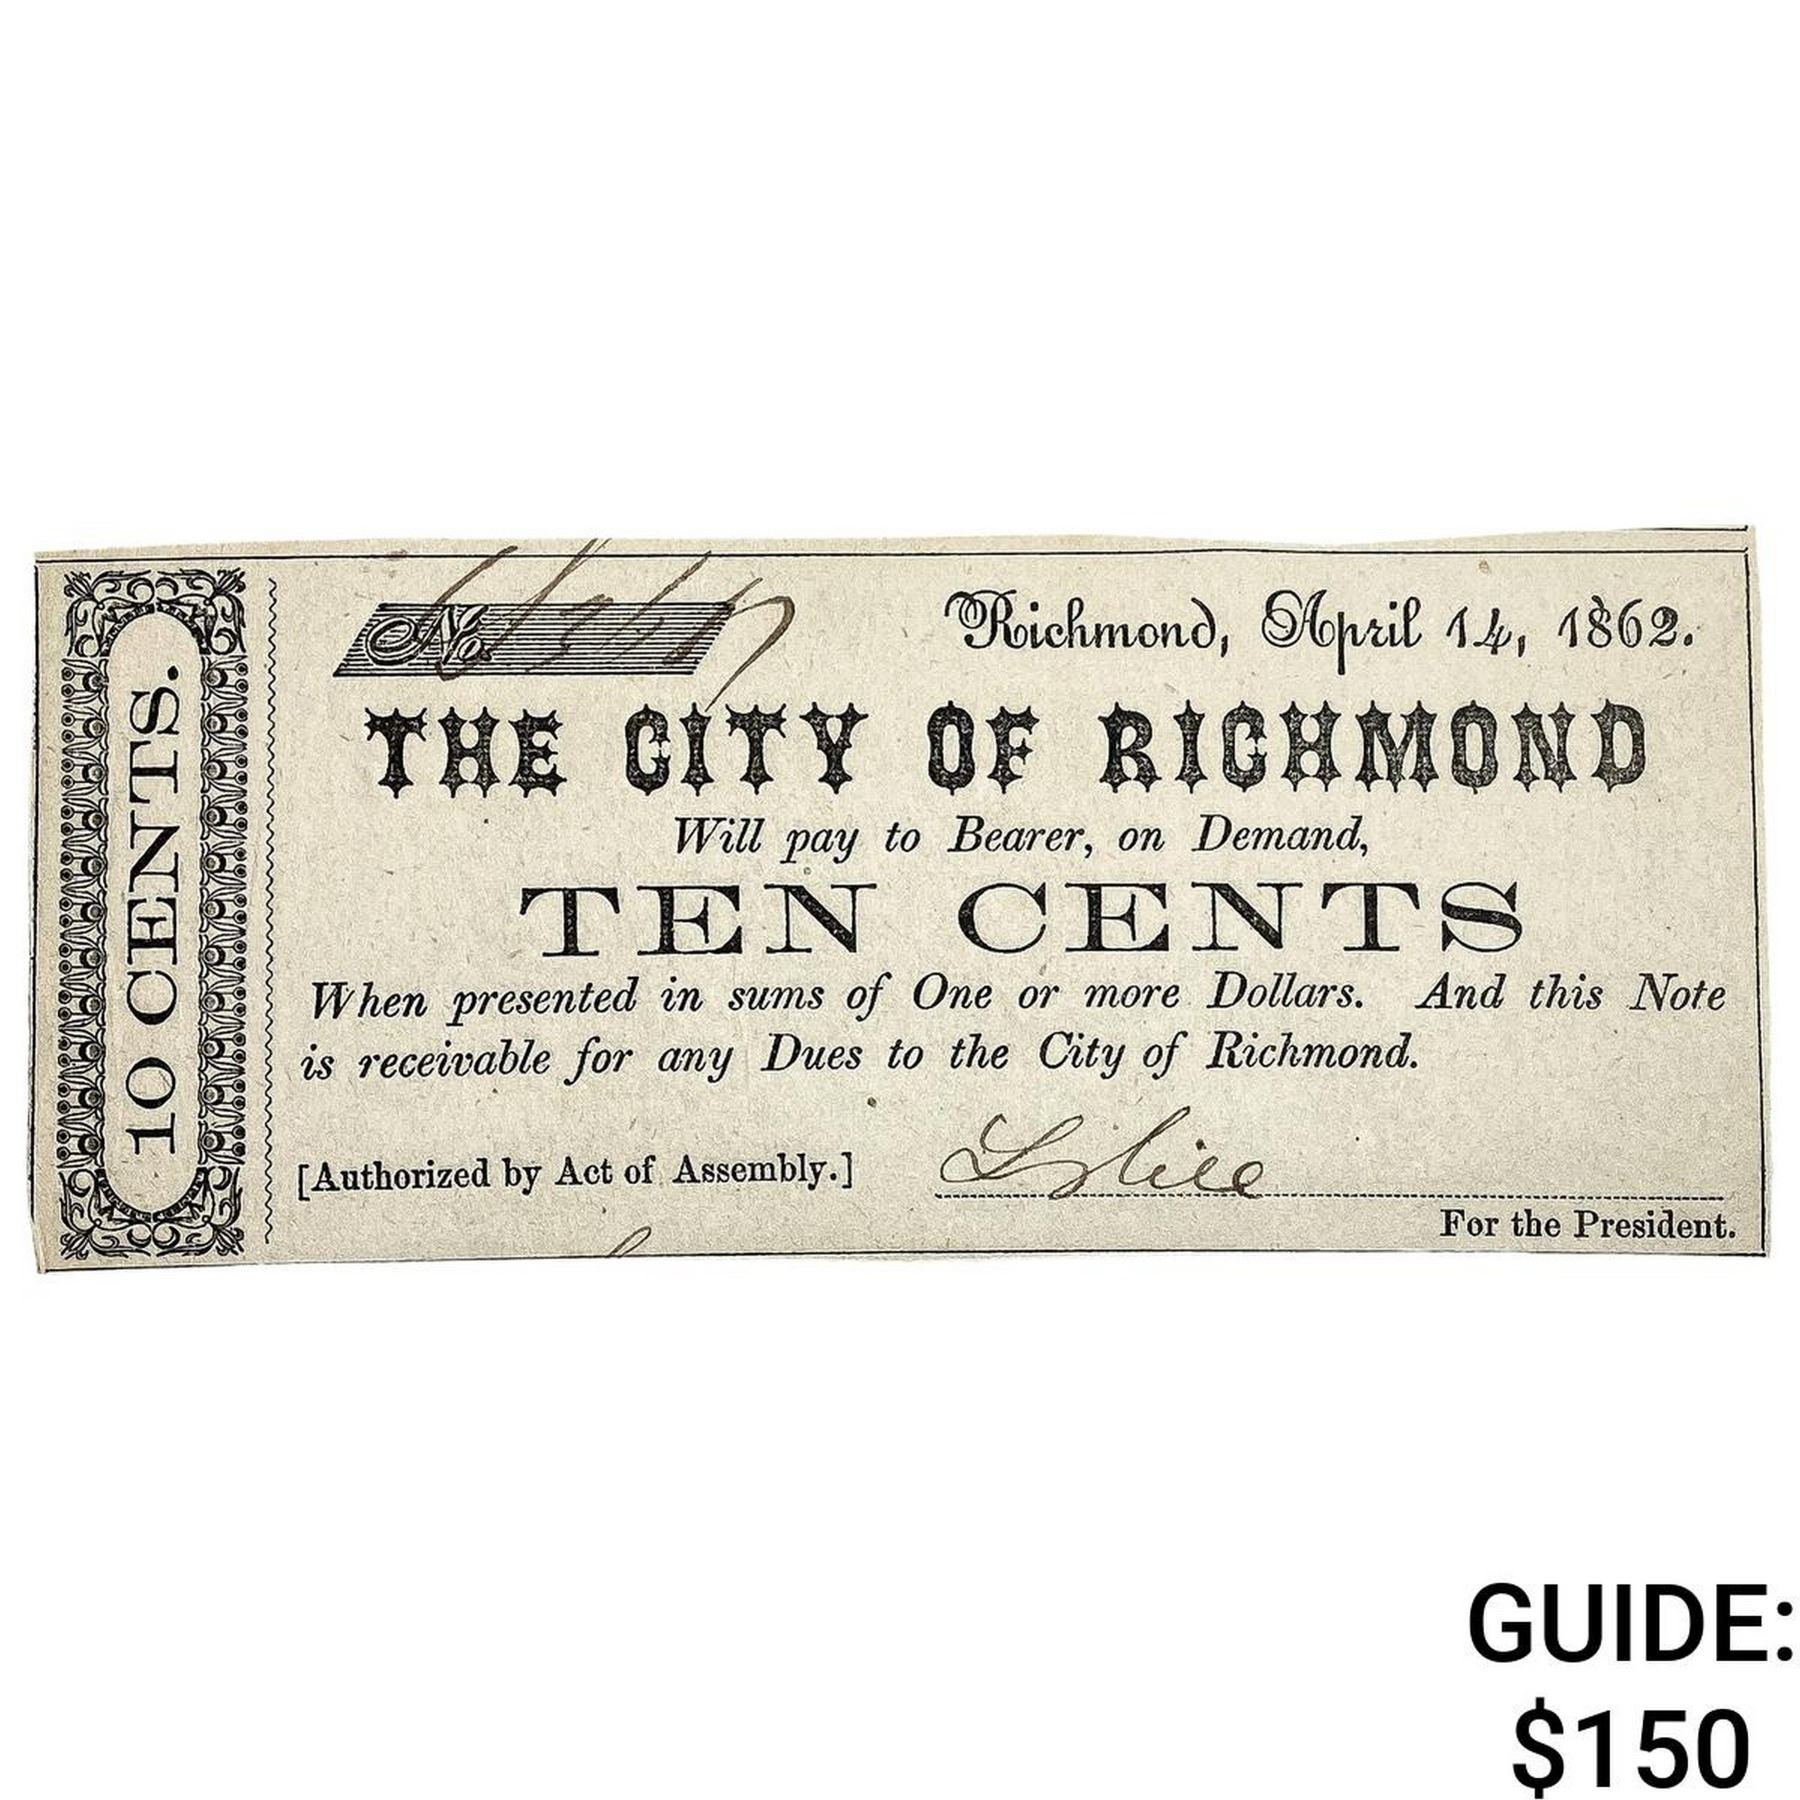 10 CENTS.
No.
Richmond, April 14, 1862.
THE CITY OF RICHMOND
Will pay to Bearer, on Demand,
TEN CENTS
When presented in sums of One or more Dollars. And this Note
is receivable for any Dues to the City of Richmond.
[Authorized by Act of Assembly.]
For the President.
GUIDE:
$150